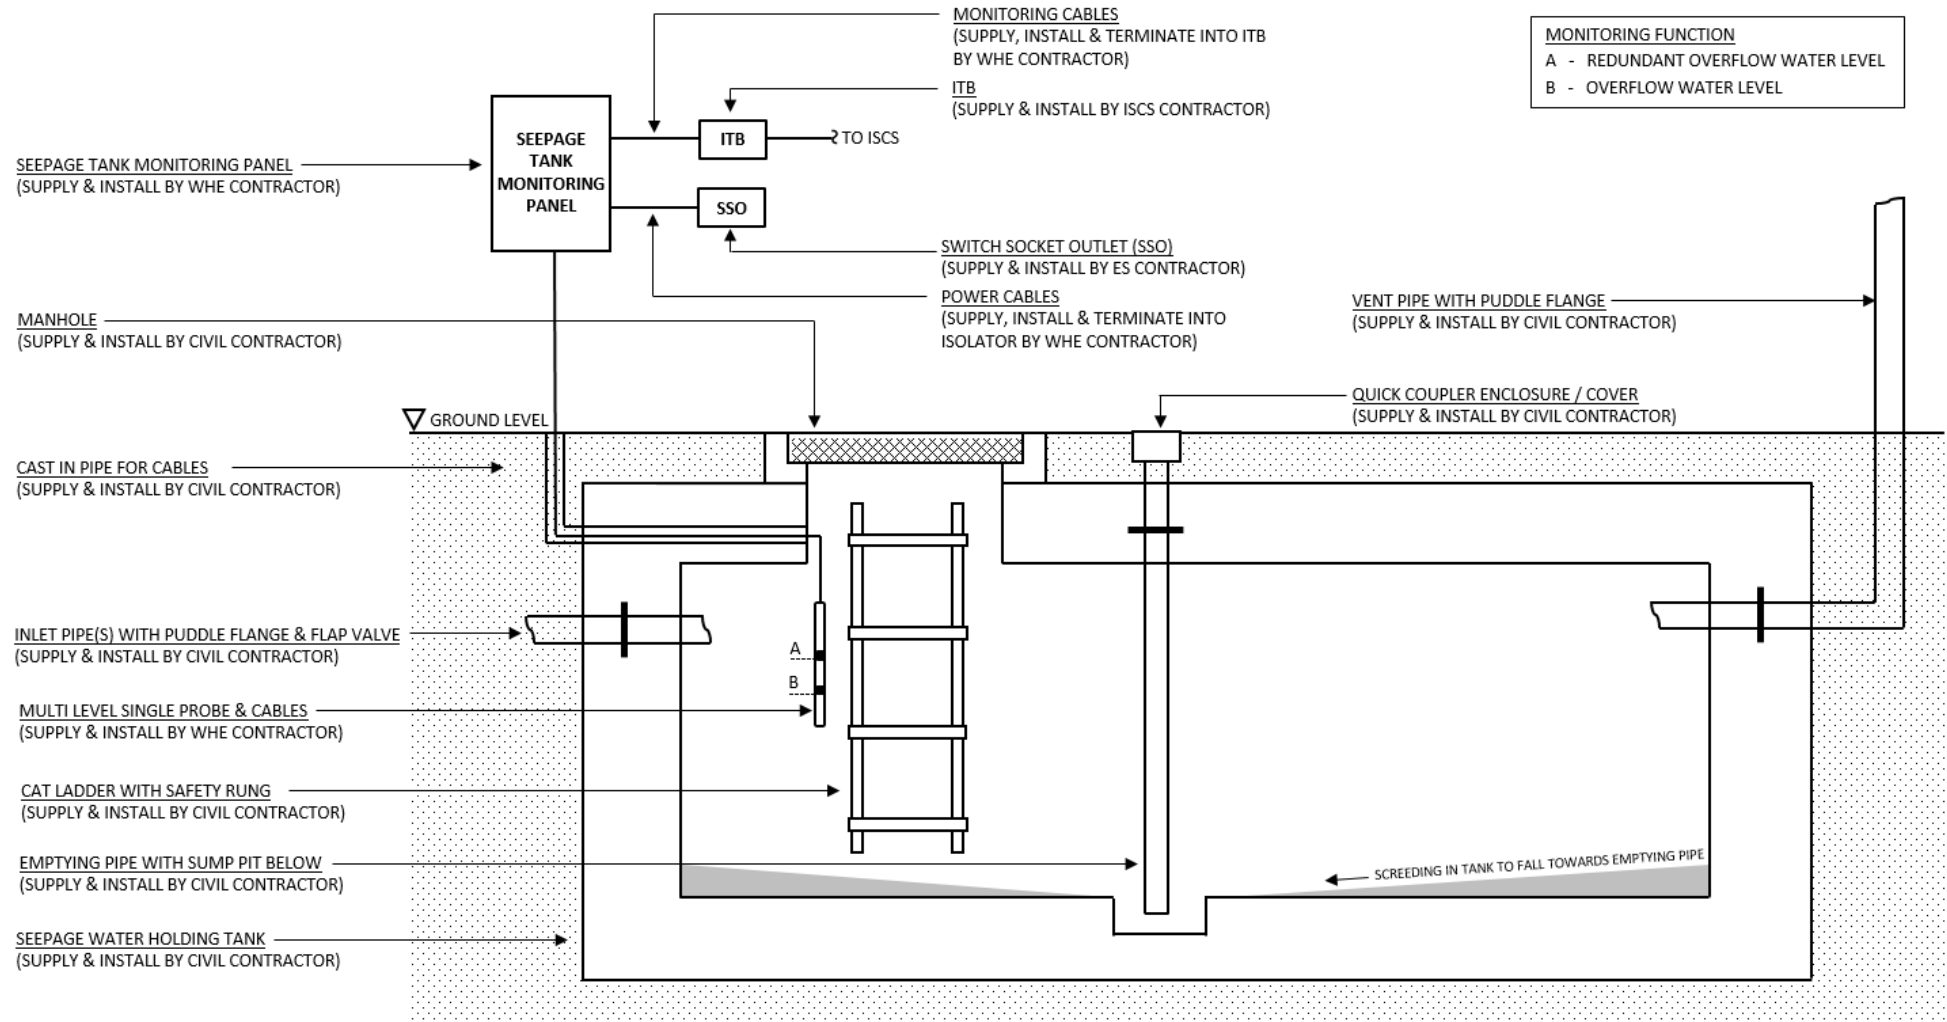 MONITORING CABLES
(SUPPLY, INSTALL & TERMINATE INTO ITB
BY WHE CONTRACTOR)
ITB
(SUPPLY & INSTALL BY ISCS CONTRACTOR)
MONITORING FUNCTION
A - REDUNDANT OVERFLOW WATER LEVEL
B - OVERFLOW WATER LEVEL
SEEPAGE
TANK
MONITORING
PANEL
ITB
TO ISCS
SSO
SEEPAGE TANK MONITORING PANEL
(SUPPLY & INSTALL BY WHE CONTRACTOR)
SWITCH SOCKET OUTLET (SSO)
(SUPPLY & INSTALL BY ES CONTRACTOR)
POWER CABLES
(SUPPLY, INSTALL & TERMINATE INTO
ISOLATOR BY WHE CONTRACTOR)
VENT PIPE WITH PUDDLE FLANGE
(SUPPLY & INSTALL BY CIVIL CONTRACTOR)
MANHOLE
(SUPPLY & INSTALL BY CIVIL CONTRACTOR)
QUICK COUPLER ENCLOSURE / COVER
(SUPPLY & INSTALL BY CIVIL CONTRACTOR)
GROUND LEVEL
CAST IN PIPE FOR CABLES
(SUPPLY & INSTALL BY CIVIL CONTRACTOR)
INLET PIPE(S) WITH PUDDLE FLANGE & FLAP VALVE
(SUPPLY & INSTALL BY CIVIL CONTRACTOR)
A
B
MULTI LEVEL SINGLE PROBE & CABLES
(SUPPLY & INSTALL BY WHE CONTRACTOR)
CAT LADDER WITH SAFETY RUNG
(SUPPLY & INSTALL BY CIVIL CONTRACTOR)
EMPTYING PIPE WITH SUMP PIT BELOW
(SUPPLY & INSTALL BY CIVIL CONTRACTOR)
SCREEDING IN TANK TO FALL TOWARDS EMPTYING PIPE
SEEPAGE WATER HOLDING TANK
(SUPPLY & INSTALL BY CIVIL CONTRACTOR)